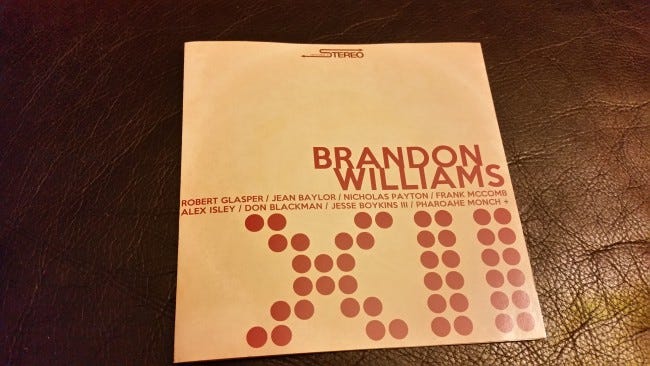 STEREO
BRANDON
WILLIAMS
ROBERT GLASPER / JEAN BAYLOR / NICHOLAS PAYTON / FRANK MCCOMB
ALEX ISLEY / DON BLACKMAN / JESSE BOYKINS III / PHAROAHE MONCH +
XII